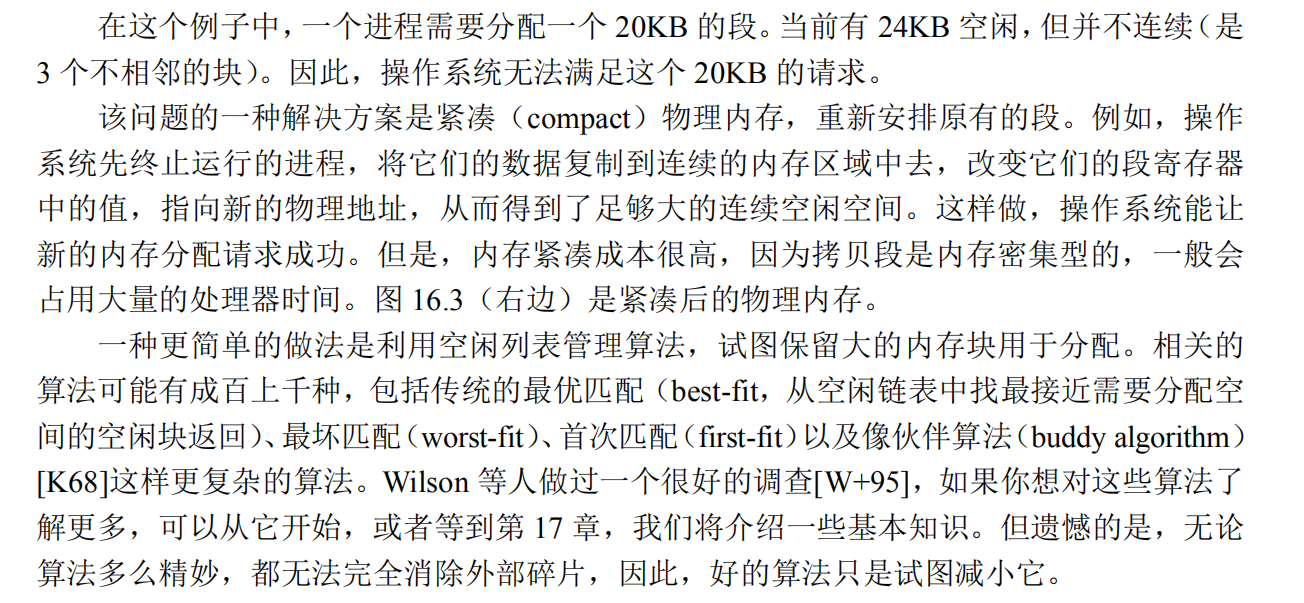 在这个例子中，一个进程需要分配一个 20KB 的段。当前有 24KB 空闲，但并不连续（是
3 个不相邻的块）。因此，操作系统无法满足这个 20KB 的请求。
该问题的一种解决方案是紧凑（compact）物理内存，重新安排原有的段。例如，操作
系统先终止运行的进程，将它们的数据复制到连续的内存区域中去，改变它们的段寄存器
中的值，指向新的物理地址，从而得到了足够大的连续空闲空间。这样做，操作系统能让
新的内存分配请求成功。但是，内存紧凑成本很高，因为拷贝段是内存密集型的，一般会
占用大量的处理器时间。图 16.3（右边）是紧凑后的物理内存。
一种更简单的做法是利用空闲列表管理算法，试图保留大的内存块用于分配。相关的
算法可能有成百上千种，包括传统的最优匹配（best-fit，从空闲链表中找最接近需要分配空
间的空闲块返回）、最坏匹配（worst-fit）、首次匹配（first-fit）以及像伙伴算法（buddy algorithm）
[K68]这样更复杂的算法。Wilson 等人做过一个很好的调查[W+95]，如果你想对这些算法了
解更多，可以从它开始，或者等到第 17 章，我们将介绍一些基本知识。但遗憾的是，无论
算法多么精妙，都无法完全消除外部碎片，因此，好的算法只是试图减小它。